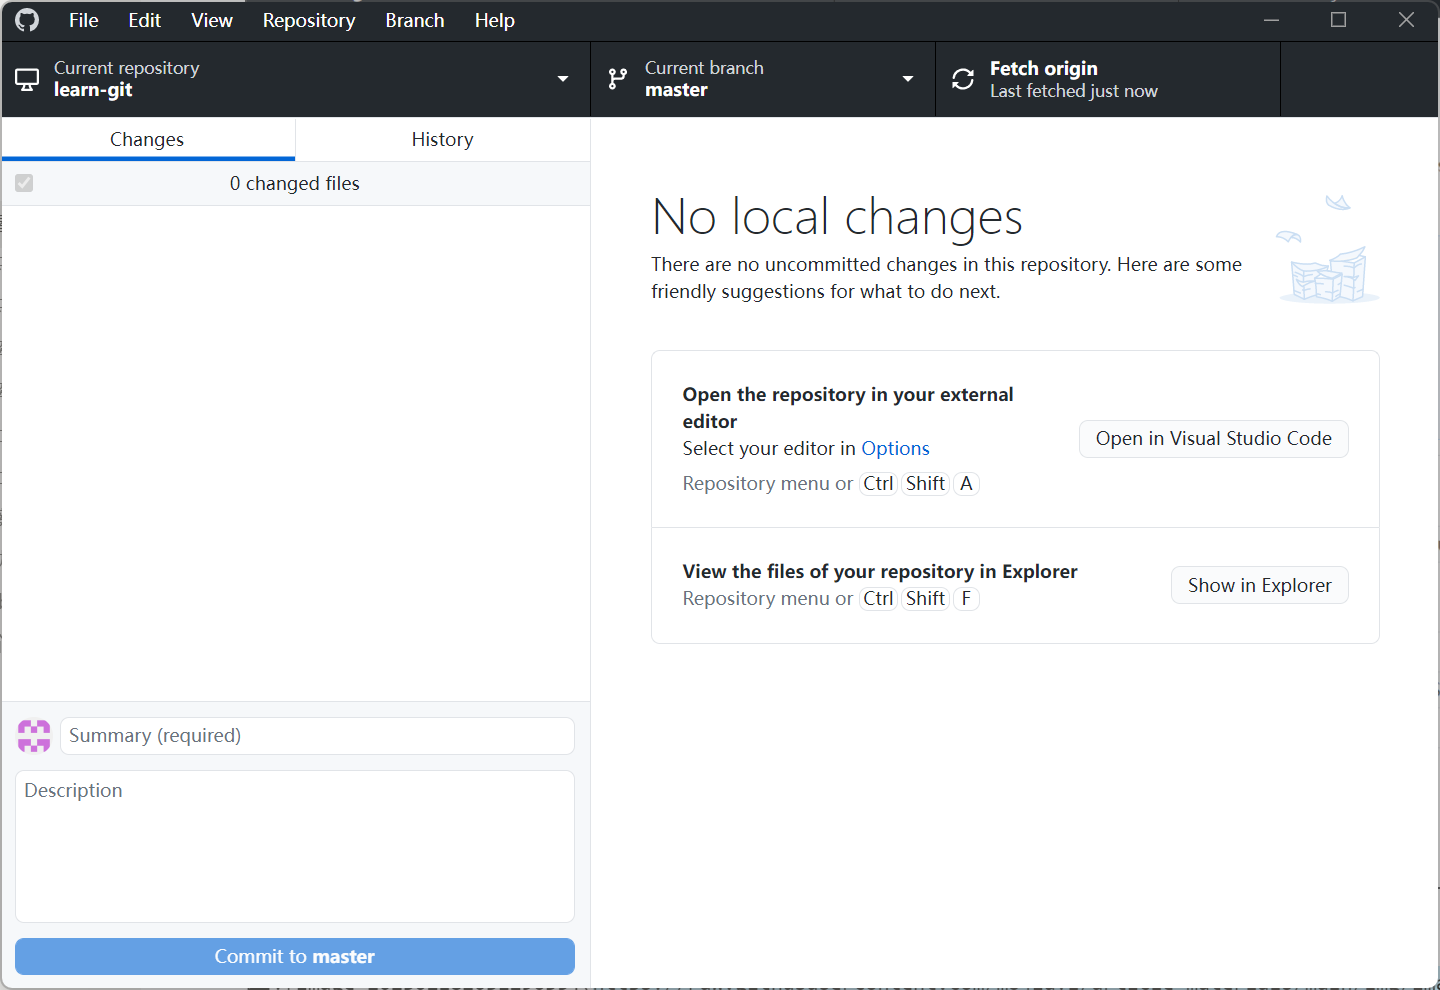 File Edit View Repository Branch Help
Current repository
learn-git
Current branch
master
Fetch origin
Last fetched just now
Changes
History
0 changed files
No local changes
There are no uncommitted changes in this repository. Here are some
friendly suggestions for what to do next.
Open the repository in your external
editor
Select your editor in Options
Repository menu or Ctrl Shift A
Open in Visual Studio Code
View the files of your repository in Explorer
Repository menu or Ctrl Shift F
Show in Explorer
Summary (required)
Description
Commit to master